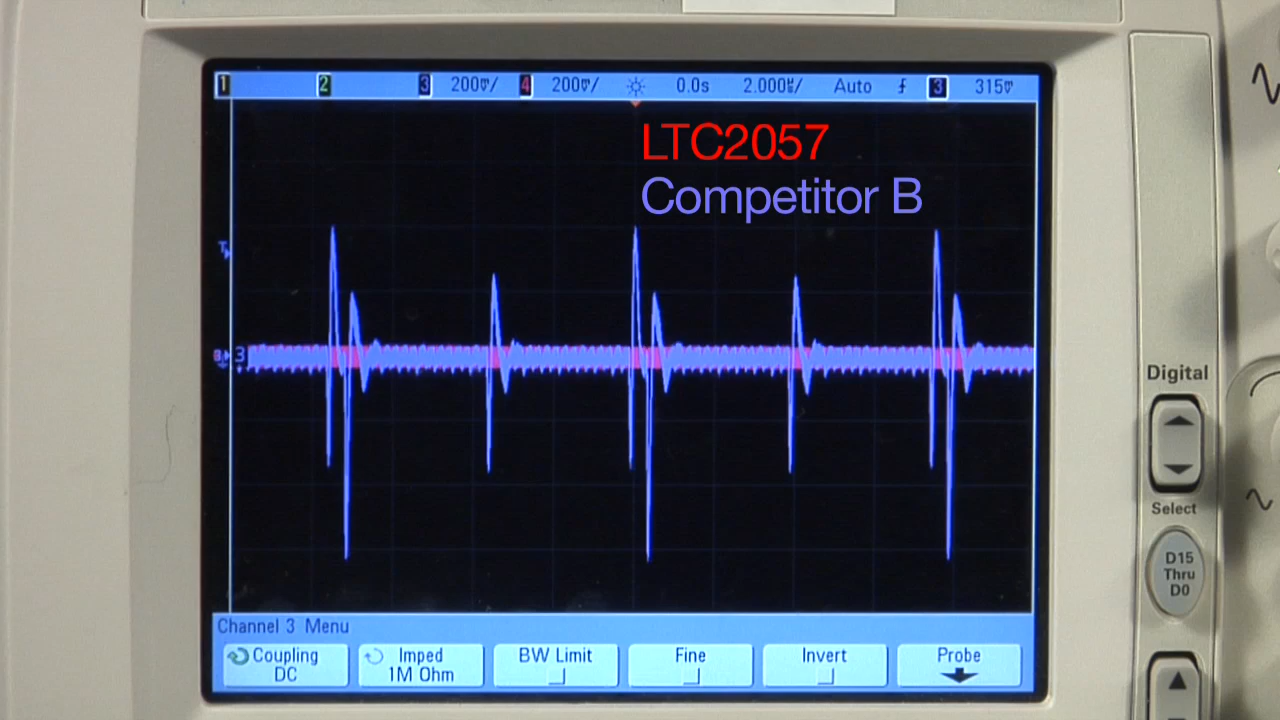 1 2 3 200mV/ 4 200mV/ 0.0s 2.000µs/ Auto 3 315mV
LTC2057
Competitor B
T
3
Digital
Select
D15
Thru
D0
Channel 3 Menu
Coupling
DC
Imped
1M Ohm
BW Limit
Fine
Invert
Probe